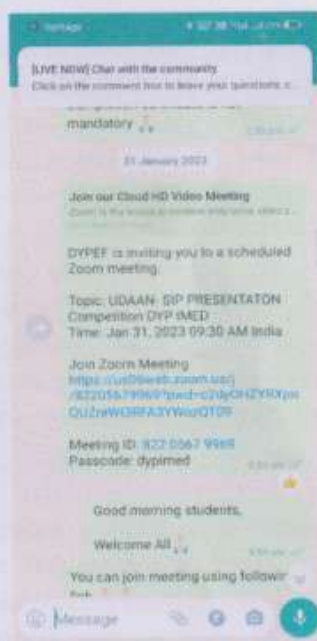 [LIVE NOW] Chat with the community
Click on the comment box to leave your questions,
mandatory
31 January 2023
Join our Cloud HD Video Meeting
DYPEF is inviting you to a scheduled
Zoom meeting.
Topic: UDAAN- SIP PRESENTATON
Competition DYP IMED
Time: Jan 31, 2023 09:30 AM India
Join Zoom Meeting
Meeting ID: 822 0567 9969
Passcode: dypimed
Good morning students,
Welcome All
You can join meeting using followin
Message